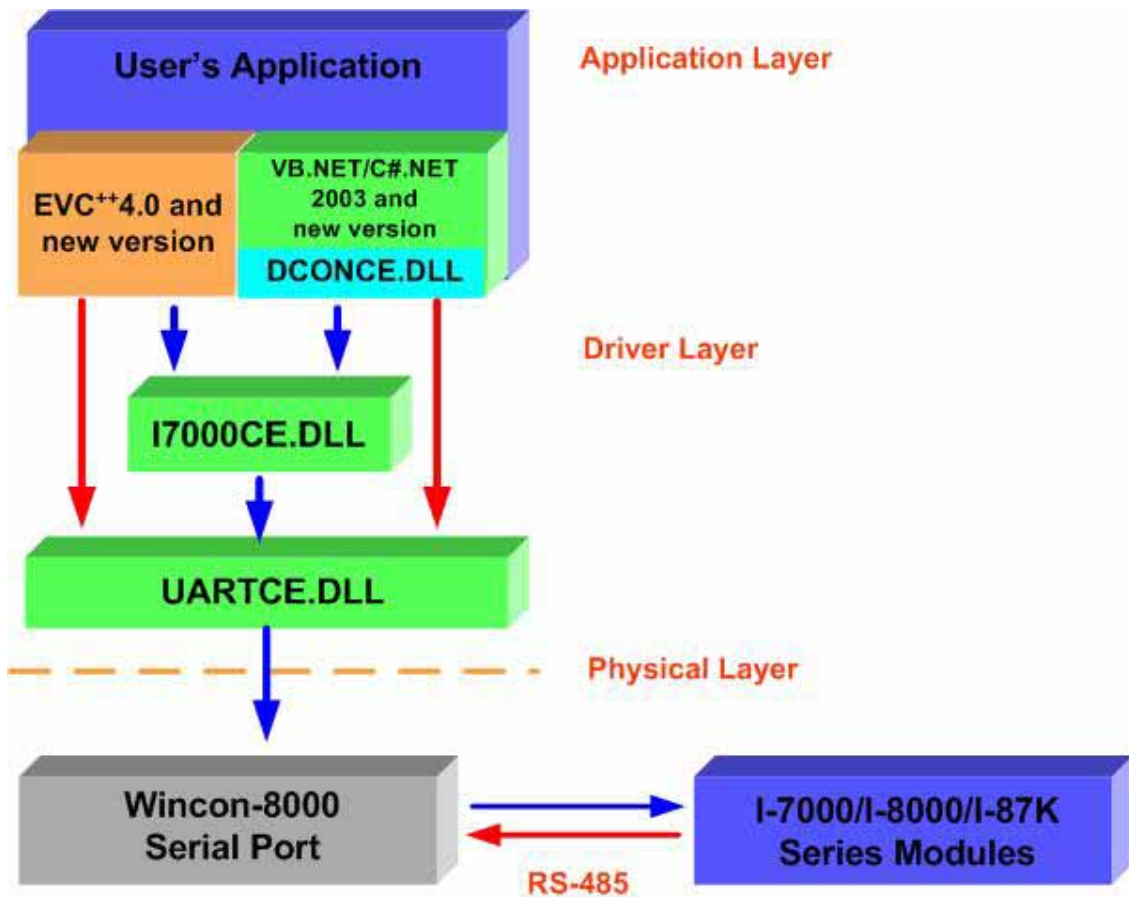 User's Application
Application Layer
EVC++4.0 and
new version
VB.NET/C#.NET
2003 and
new version
DCONCE.DLL
Driver Layer
I7000CE.DLL
UARTCE.DLL
Physical Layer
Wincon-8000
Serial Port
I-7000/I-8000/I-87K
Series Modules
RS-485